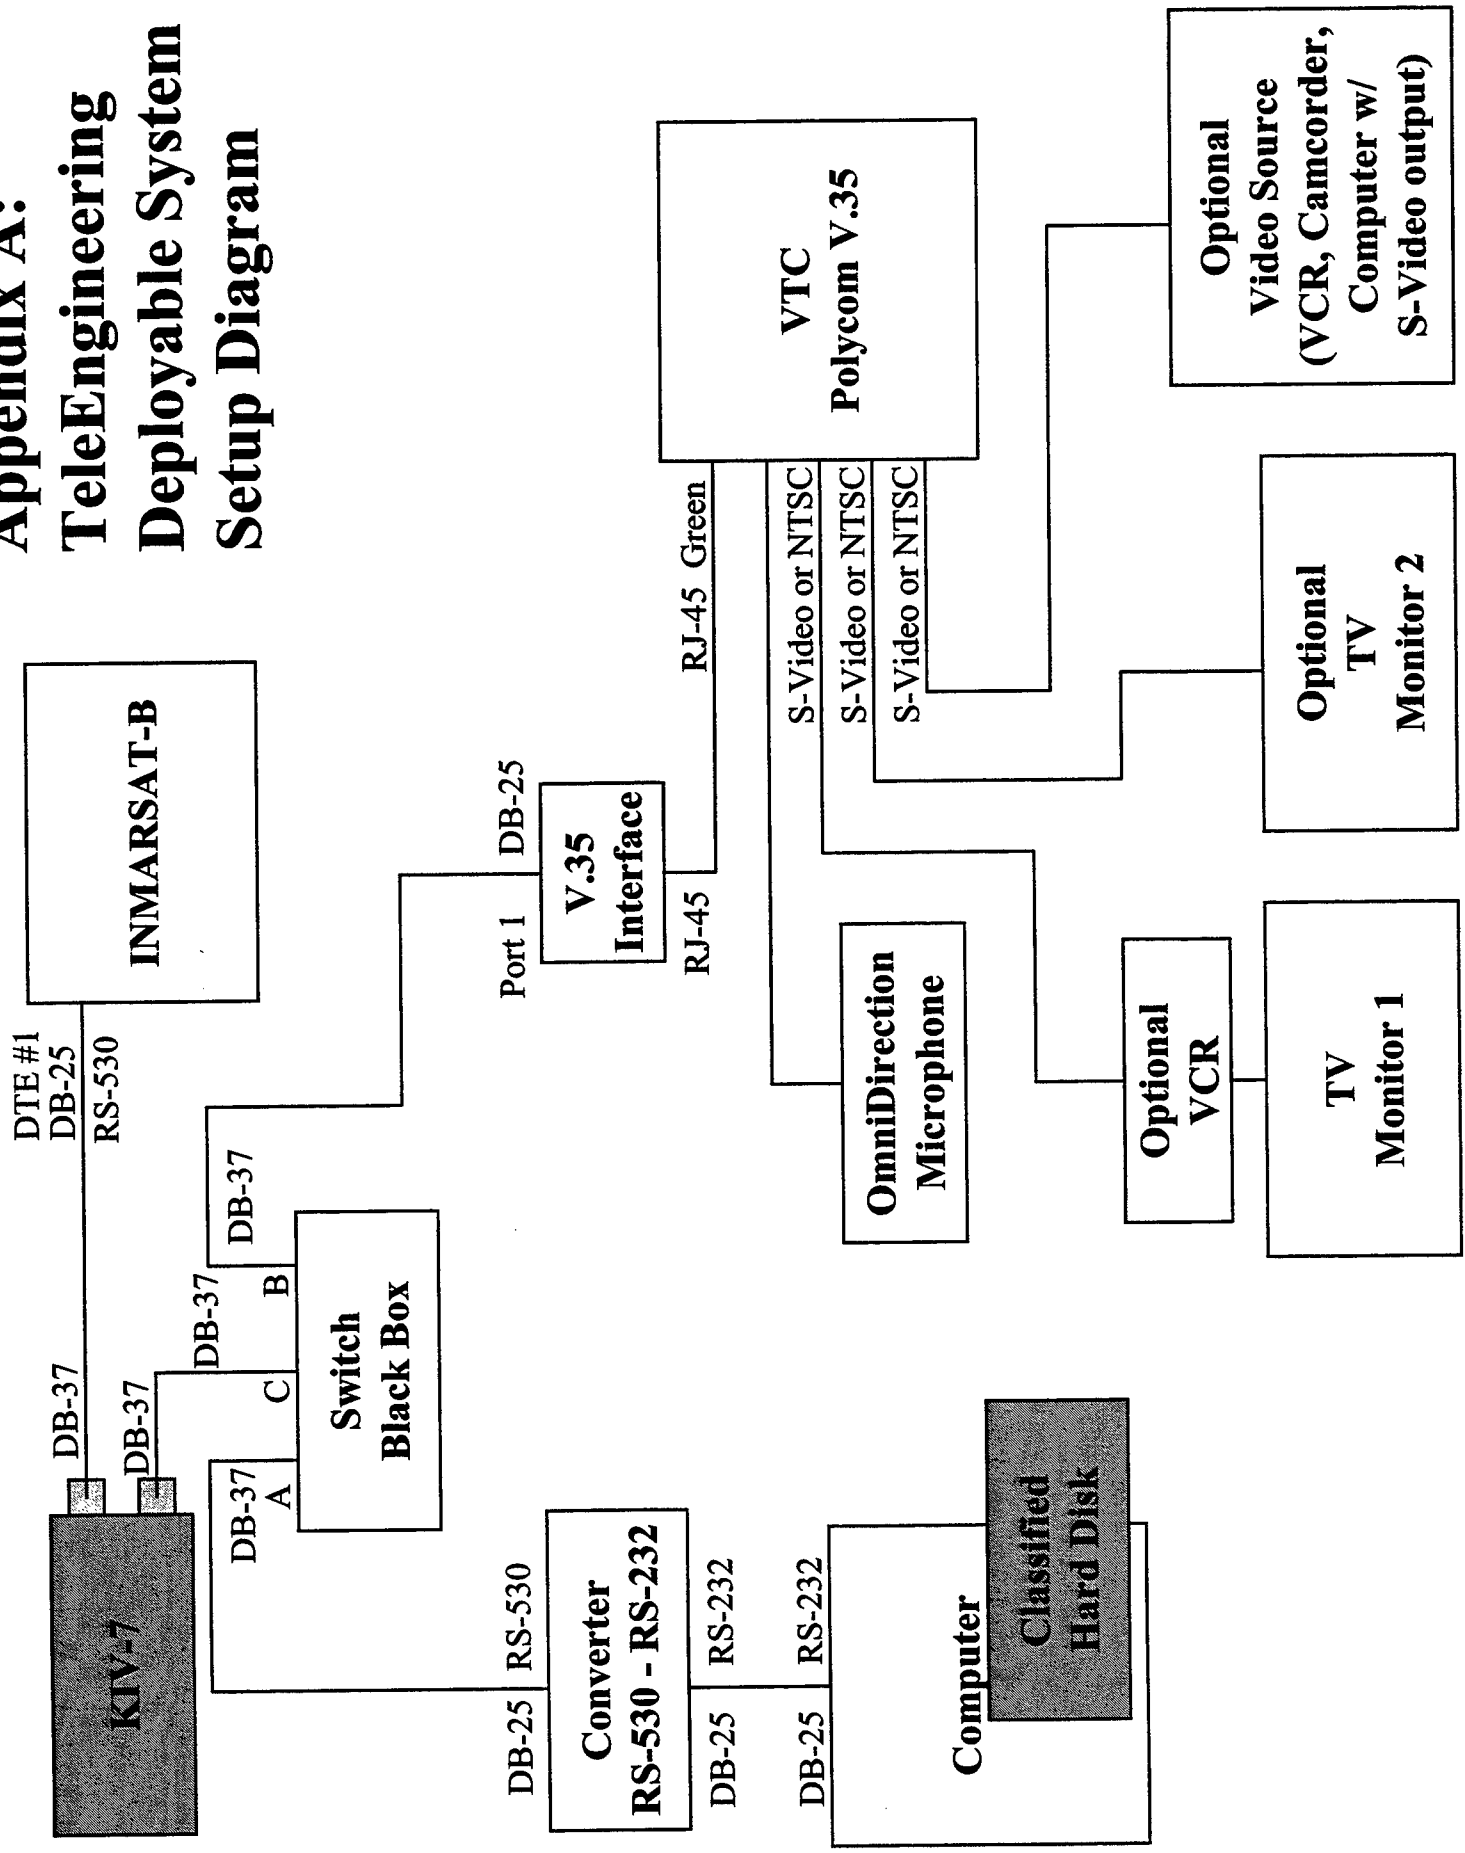 Appendix A:
TeleEngineering
Deployable System
Setup Diagram
KIV-7
DB-37
DB-37
DTE #1
DB-25
RS-530
INMARSAT-B
DB-37
A
DB-37
C
DB-37
B
Switch
Black Box
DB-25
RS-530
Converter
RS-530 - RS-232
DB-25
RS-232
DB-25
RS-232
Computer
Classified
Hard Disk
Port 1
DB-25
V.35
Interface
RJ-45
RJ-45 Green
VTC
Polycom V.35
S-Video or NTSC
S-Video or NTSC
S-Video or NTSC
OmniDirection
Microphone
Optional
VCR
TV
Monitor 1
Optional
TV
Monitor 2
Optional
Video Source
(VCR, Camcorder,
Computer w/
S-Video output)